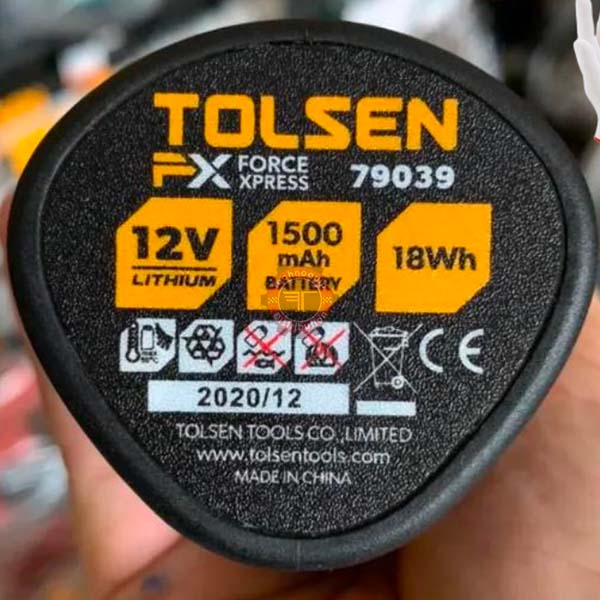 TOLSEN
FX FORCE XPRESS 79039
12V LITHIUM
1500 mAh BATTERY
18Wh
CE
2020/12
TOLSEN TOOLS CO.,LIMITED
www.tolsentools.com
MADE IN CHINA